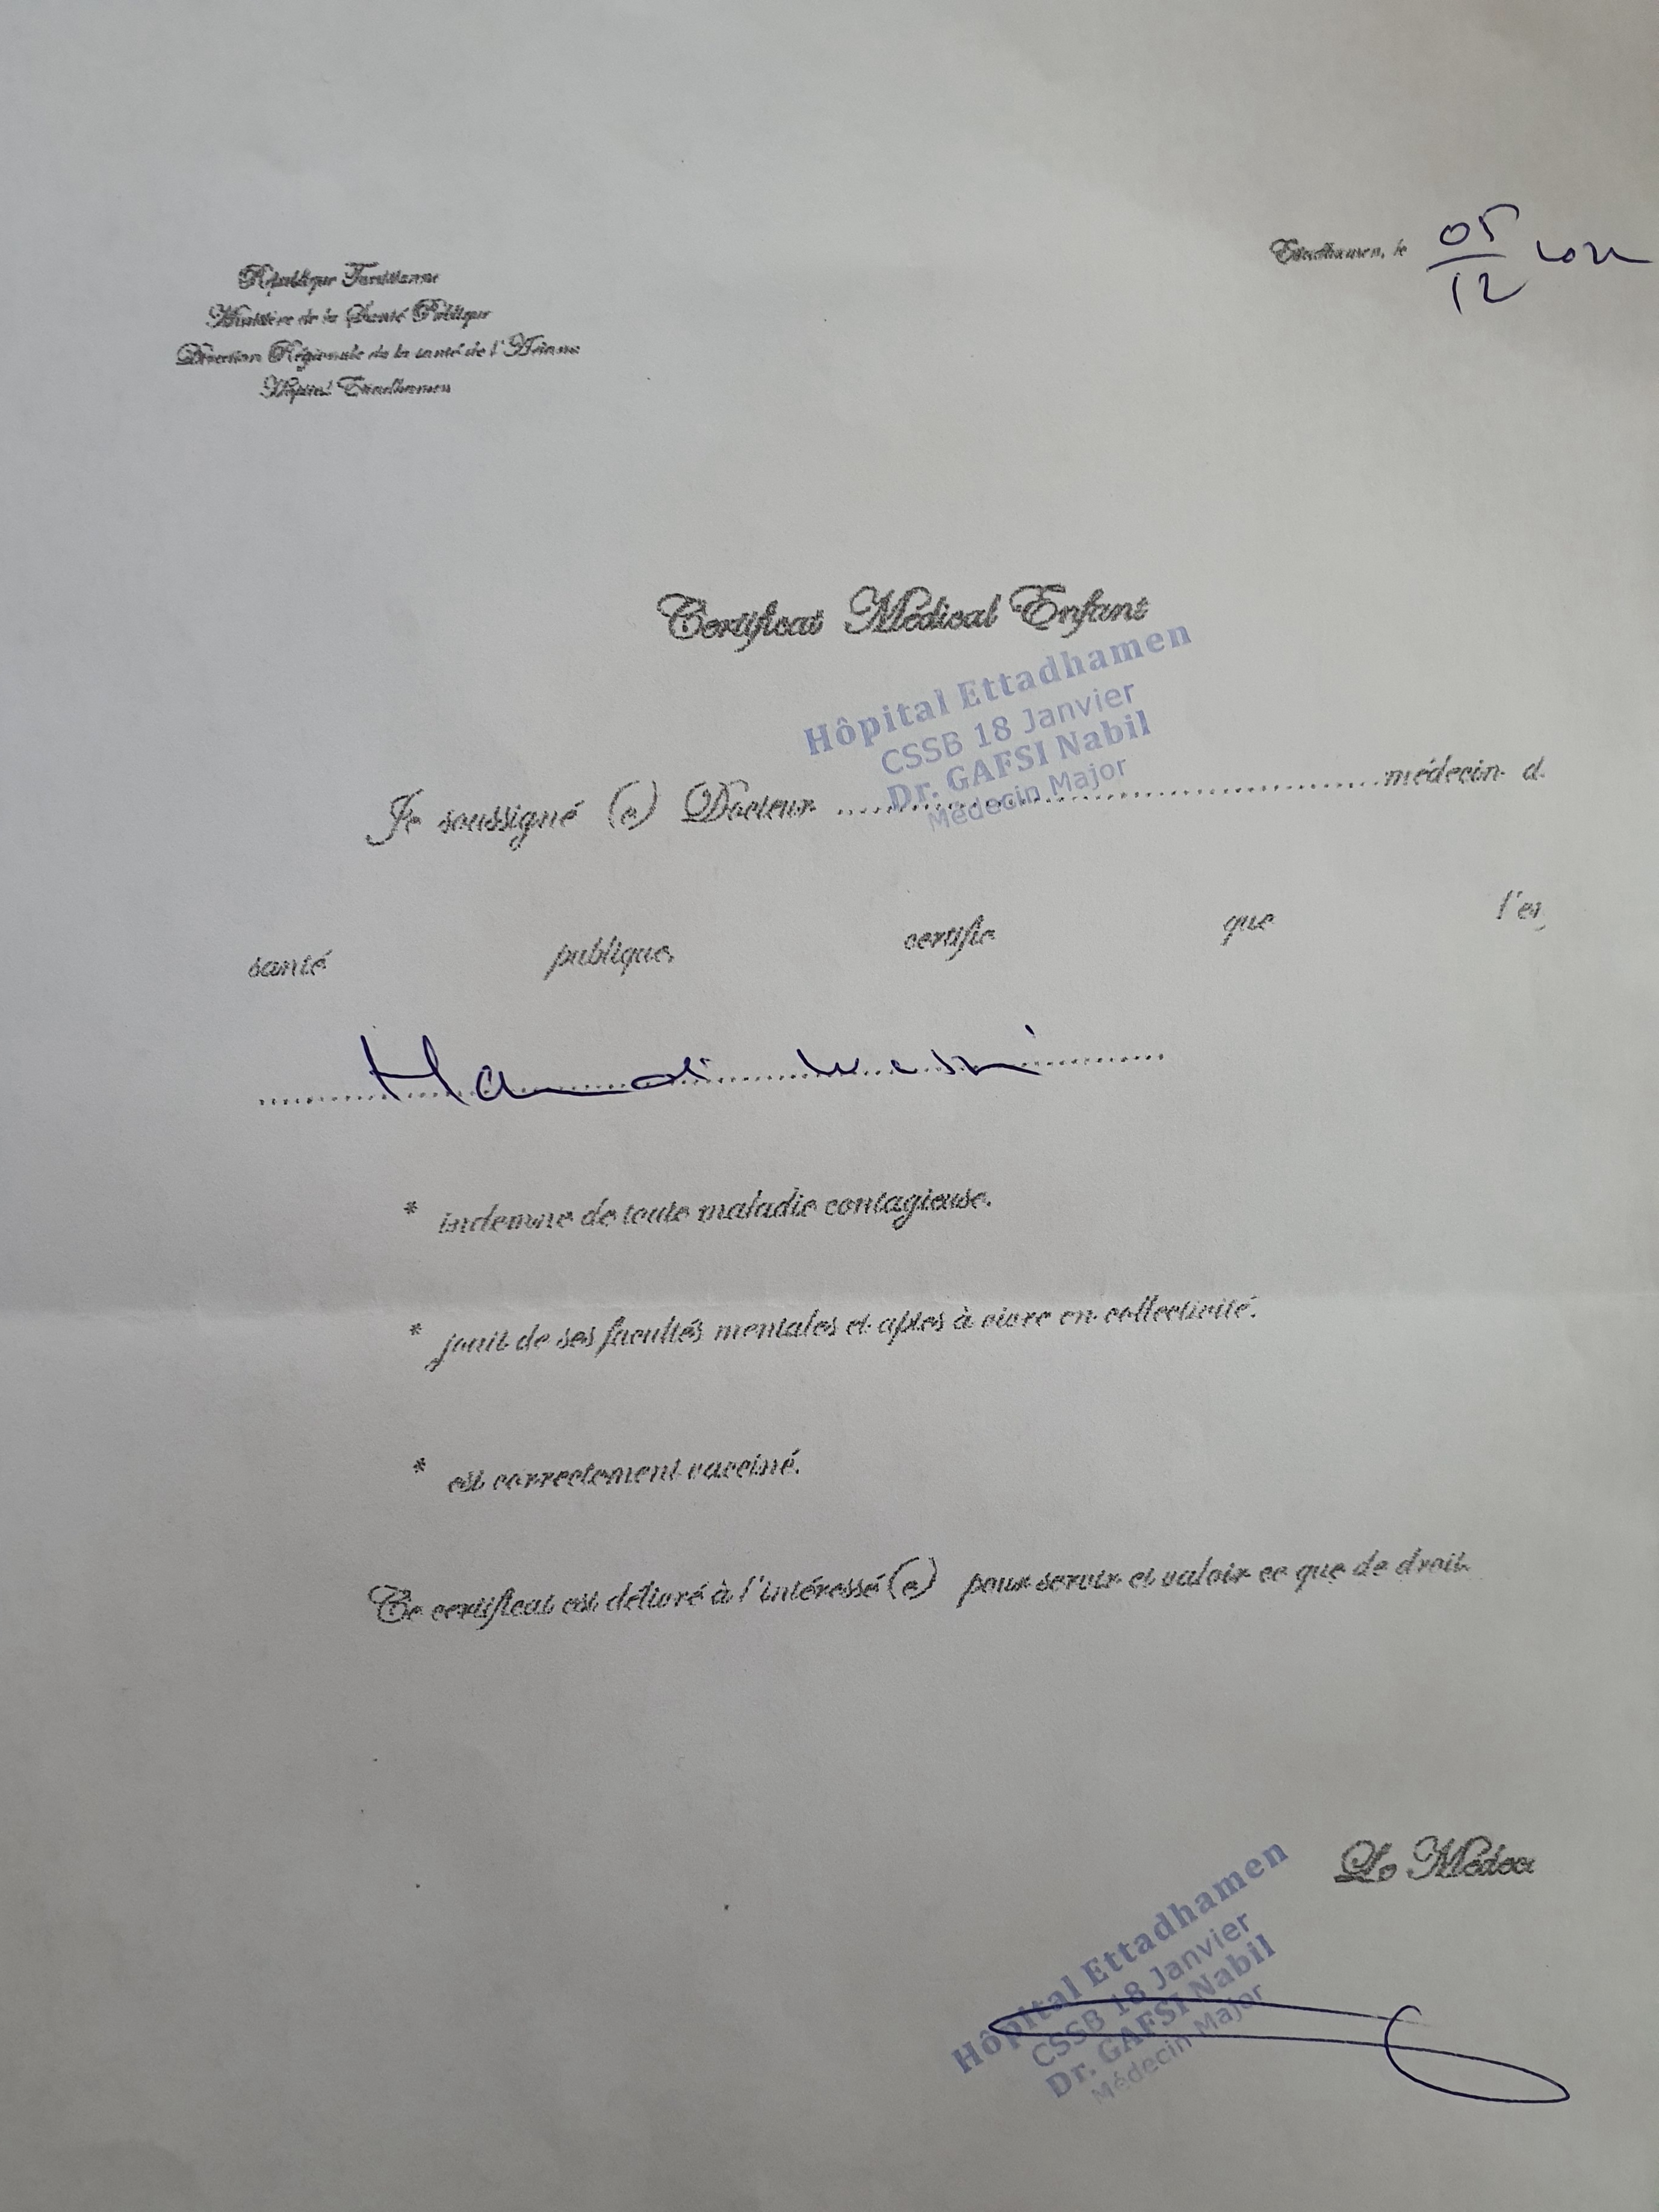 République Tunisienne
Ministère de la Santé Publique
Direction Régionale de la santé de l'Ariana
Hôpital Ettadhamen
Ettadhamen, le 05/12
Certificat Médical Enfant
Hôpital Ettadhamen
CSSB 18 Janvier
Dr. GAFSI Nabil
Médecin Major
Je soussigné (e) Docteur ........................................ médecin d
santé publique, certifie que l'en
* indemne de toute maladie contagieuse.
* jouit de ses facultés mentales et aptes à vivre en collectivité.
* est correctement vacciné.
Ce certificat est délivré à l'intéressé(e) pour servir et valoir ce que de droit.
Le Médeci
Hôpital Ettadhamen
CSSB 18 Janvier
Dr. GAFSI Nabil
Médecin Major